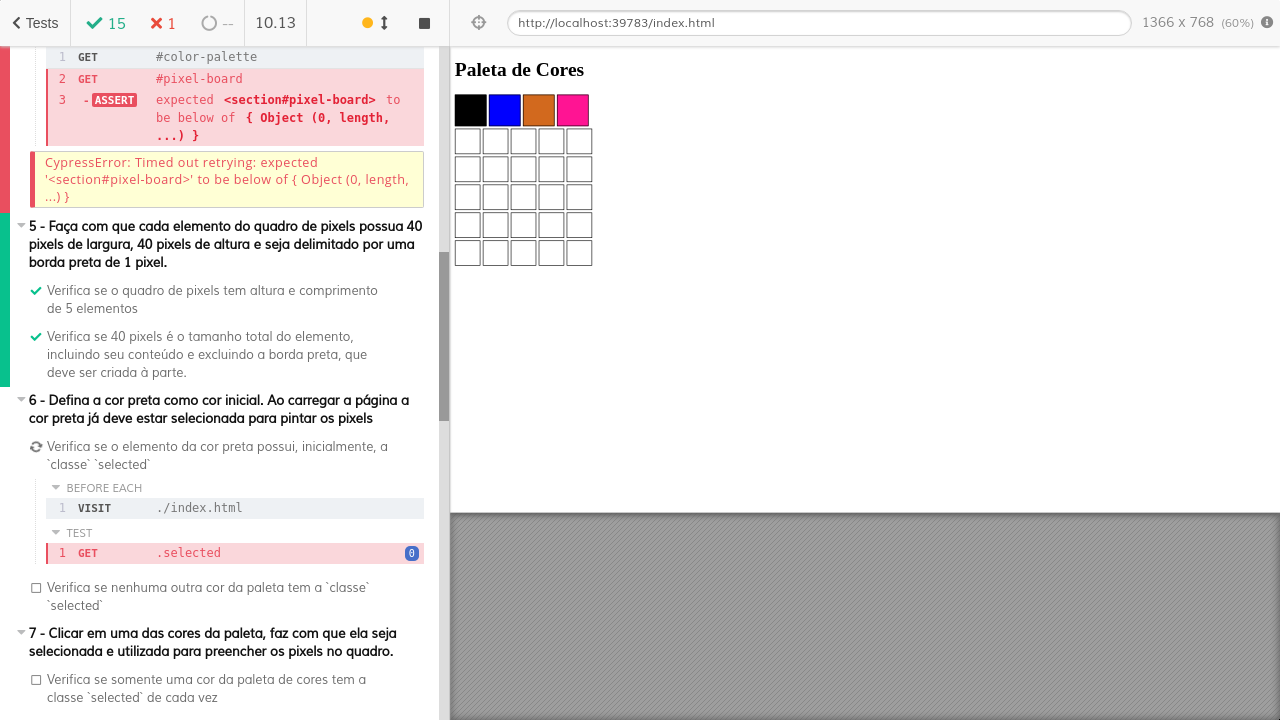 Tests 15 1 -- 10.13 http://localhost:39783/index.html 1366 x 768 (60%)
1 GET #color-palette
2 GET #pixel-board
3 - ASSERT expected <section#pixel-board> to
be below of { Object (0, length,
...) }
CypressError: Timed out retrying: expected
'<section#pixel-board>' to be below of { Object (0, length,
...) }
5 - Faça com que cada elemento do quadro de pixels possua 40
pixels de largura, 40 pixels de altura e seja delimitado por uma
borda preta de 1 pixel.
Verifica se o quadro de pixels tem altura e comprimento
de 5 elementos
Verifica se 40 pixels é o tamanho total do elemento,
incluindo seu conteúdo e excluindo a borda preta, que
deve ser criada à parte.
6 - Defina a cor preta como cor inicial. Ao carregar a página a
cor preta já deve estar selecionada para pintar os pixels
Verifica se o elemento da cor preta possui, inicialmente, a
`classe` `selected`
BEFORE EACH
1 VISIT ./index.html
TEST
1 GET .selected 0
Verifica se nenhuma outra cor da paleta tem a `classe`
`selected`
7 - Clicar em uma das cores da paleta, faz com que ela seja
selecionada e utilizada para preencher os pixels no quadro.
Verifica se somente uma cor da paleta de cores tem a
classe `selected` de cada vez
Paleta de Cores